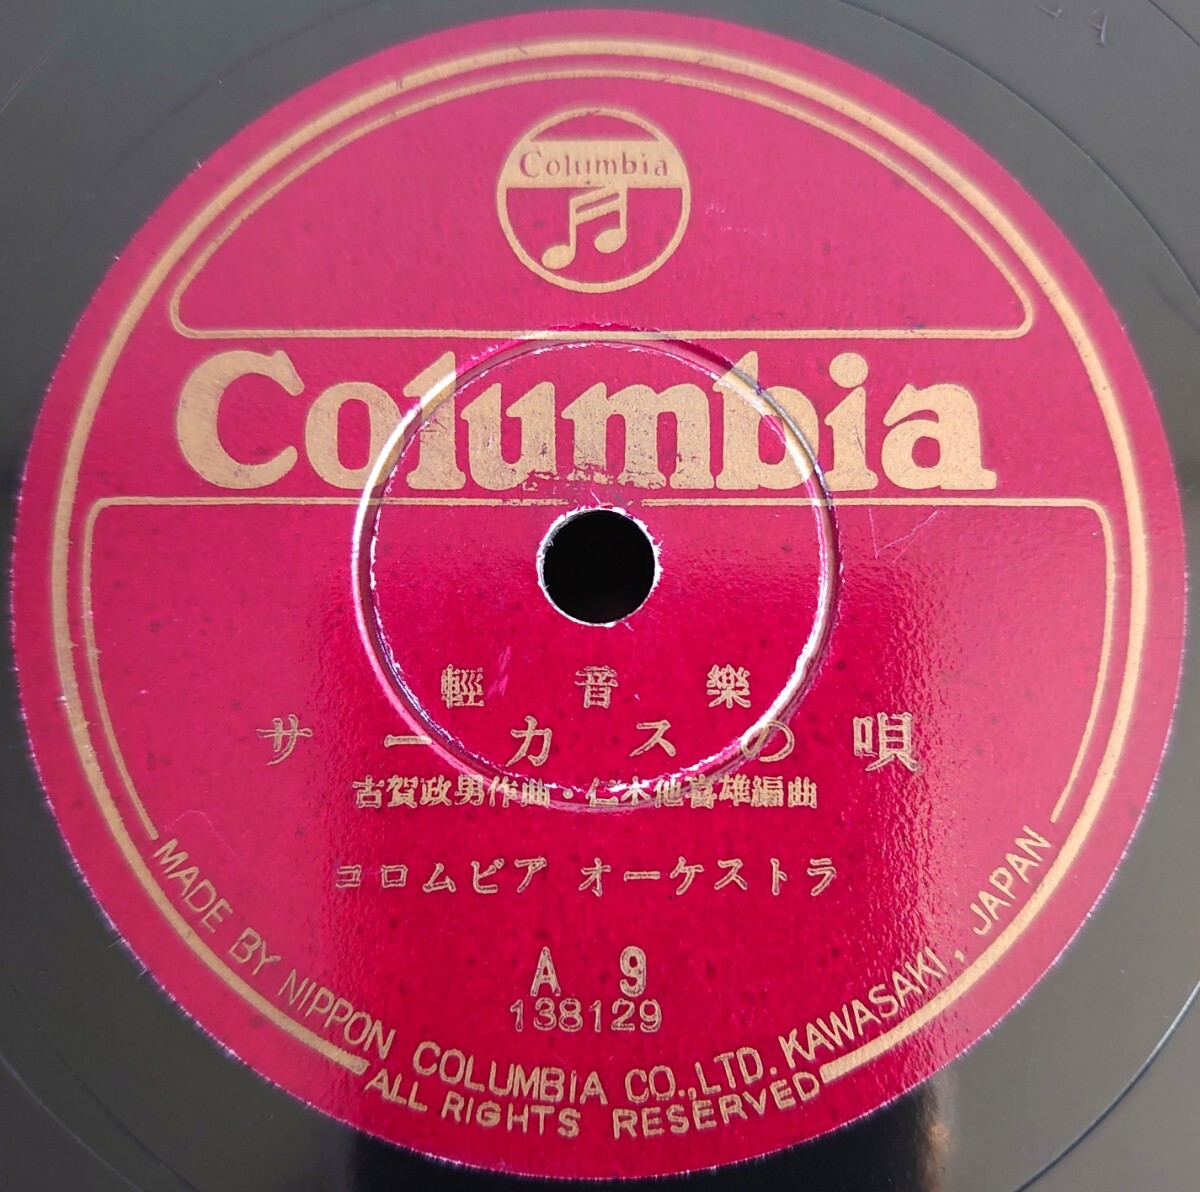 Columbia
Columbia
輕音樂
サーカスの唄
古賀政男作曲・仁木他喜雄編曲
コロムビア オーケストラ
A 9
138129
MADE BY NIPPON COLUMBIA CO., LTD. KAWASAKI, JAPAN
ALL RIGHTS RESERVED